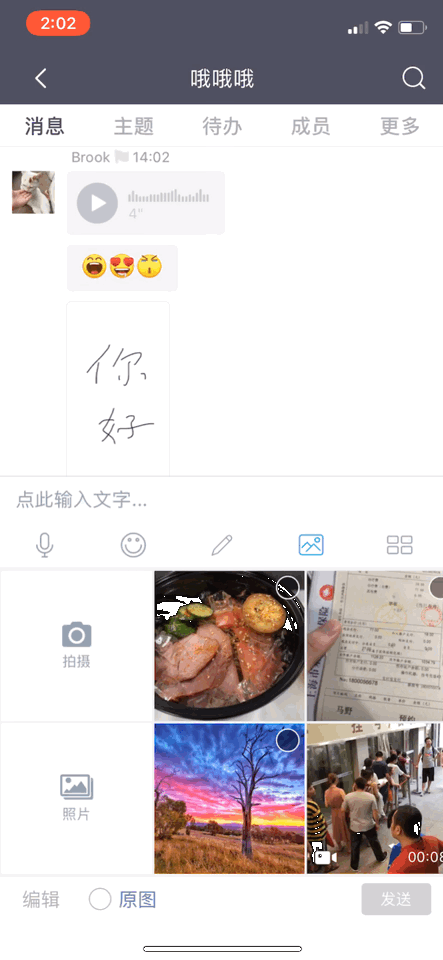 2:02
哦哦哦
消息 主题 待办 成员 更多
Brook 14:02
4"
你
好
点此输入文字...
拍摄
照片
00:08
编辑 原图 发送